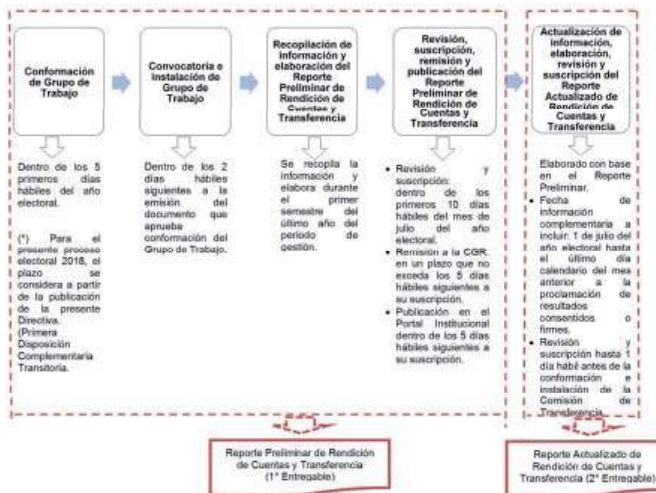 Conformación
de Grupo de
Trabajo
Convocatoria e
instalación de
Grupo de
Trabajo
Recopilación de
información y
elaboración del
Reporte
Preliminar de
Rendición de
Cuentas y
Transferencia
Revisión,
suscripción,
remisión y
publicación del
Reporte
Preliminar de
Rendición de
Cuentas y
Transferencia
Actualización de
información,
elaboración,
revisión y
suscripción del
Reporte
Actualizado de
Rendición de
Cuentas y
Transferencia
Dentro de los 5
primeros días
hábiles del año
electoral.
(*) Para el
presente proceso
electoral 2018, el
plazo se
considera a partir
de la publicación
de la presente
Directiva.
(Primera
Disposición
Complementaria
Transitoria.
Dentro de los 2
días hábiles
siguientes a la
emisión del
documento que
aprueba
conformación del
Grupo de Trabajo.
Se recopila la
información y
elabora durante
el primer
semestre del
último año del
periodo de
gestión.
• Revisión y
suscripción:
dentro de los
primeros 10 días
hábiles del mes de
julio del año
electoral.
• Remisión a la CGR:
en un plazo que no
exceda los 5 días
hábiles siguientes a
su suscripción.
• Publicación en el
Portal Institucional
dentro de los 5 días
hábiles siguientes a
su suscripción.
Elaborado con base
en el Reporte
Preliminar.
• Fecha de
información
complementaria a
incluir: 1 de julio del
año electoral hasta
el último día
calendario del mes
anterior a la
proclamación de
resultados
consentidos o
firmes.
• Revisión y
suscripción hasta 1
día hábil antes de la
conformación e
instalación de la
Comisión de
Transferencia
Reporte Preliminar de Rendición
de Cuentas y Transferencia
(1° Entregable)
Reporte Actualizado de
Rendición de Cuentas y
Transferencia (2° Entregable)